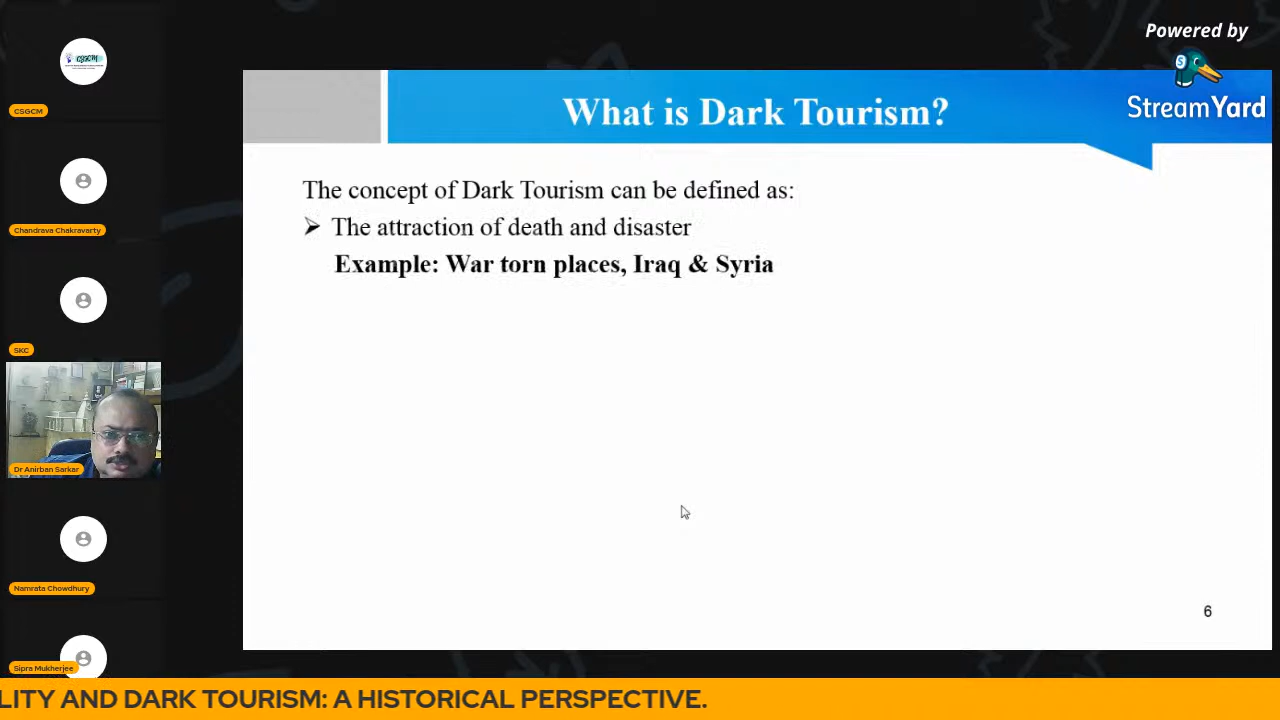 Powered by
StreamYard
CSGCM
CSGCM
Chandrava Chakravarty
SKC
Dr Anirban Sarkar
Namrata Chowdhury
Sipra Mukherjee
What is Dark Tourism?
The concept of Dark Tourism can be defined as:
➢ The attraction of death and disaster
Example: War torn places, Iraq & Syria
6
LITY AND DARK TOURISM: A HISTORICAL PERSPECTIVE.